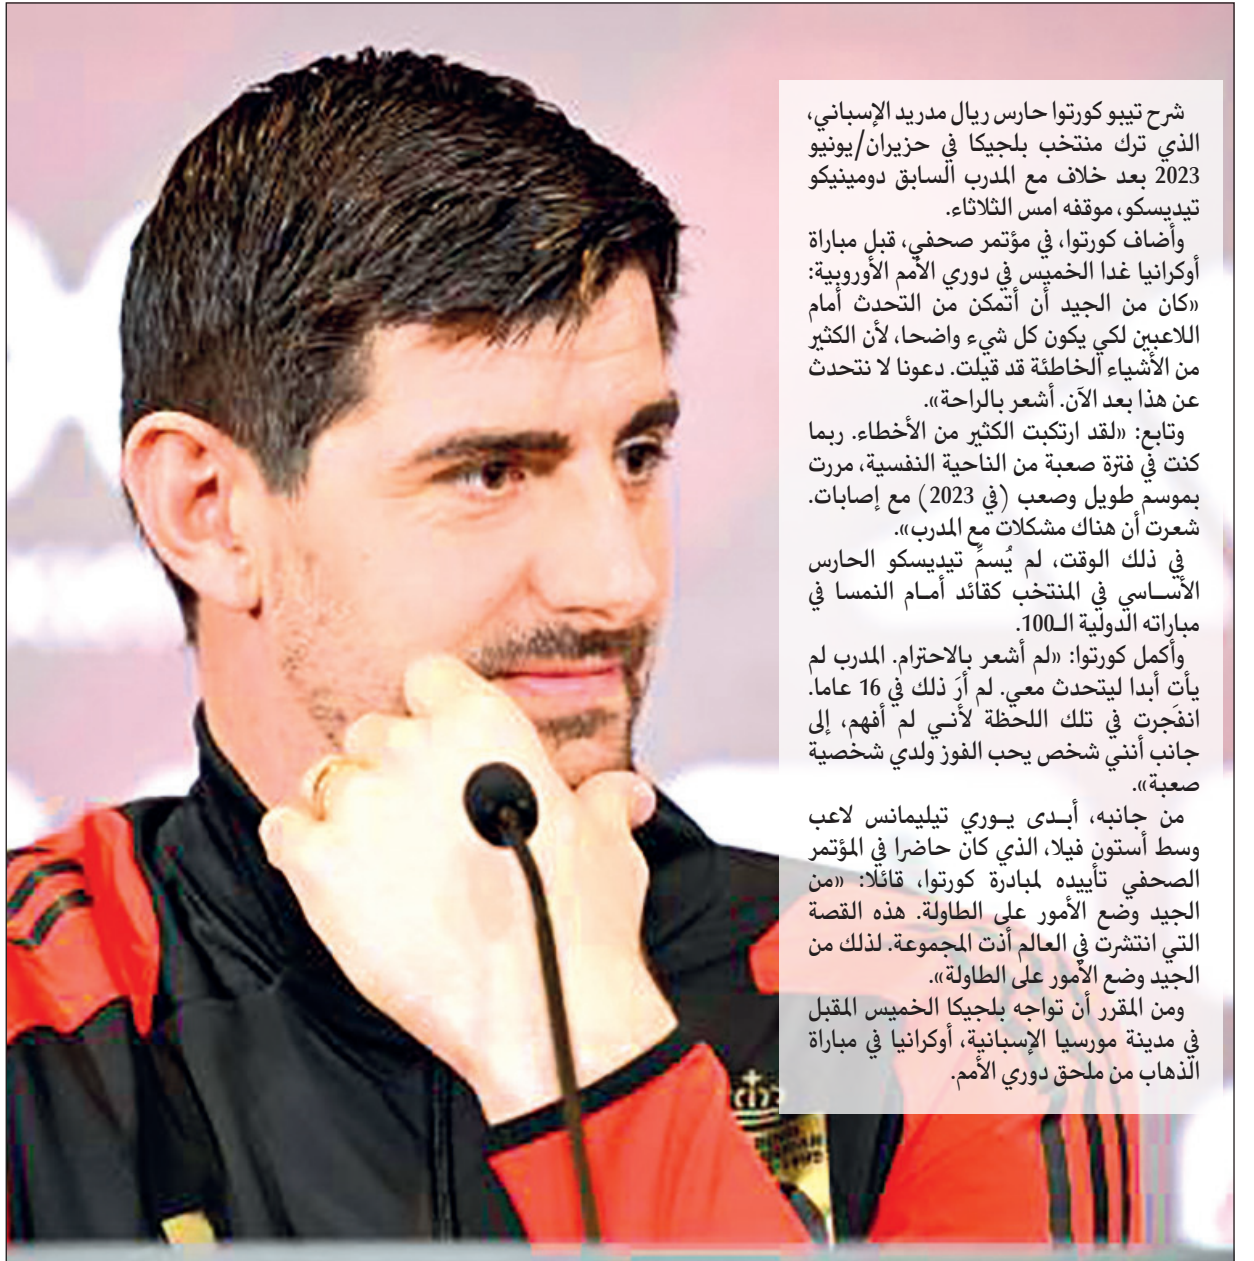 شرح تيبو كورتوا حارس ريال مدريد الإسباني،
الذي ترك منتخب بلجيكا في حزيران/يونيو
2023 بعد خلاف مع المدرب السابق دومينيكو
تيديسكو، موقفه امس الثلاثاء.
وأضاف كورتوا، في مؤتمر صحفي، قبل مباراة
أوكرانيا غدا الخميس في دوري الأمم الأوروبية:
«كان من الجيد أن أتمكن من التحدث أمام
اللاعبين لكي يكون كل شيء واضحا، لأن الكثير
من الأشياء الخاطئة قد قيلت. دعونا لا نتحدث
عن هذا بعد الآن. أشعر بالراحة».
وتابع: «لقد ارتكبت الكثير من الأخطاء. ربما
كنت في فترة صعبة من الناحية النفسية، مررت
بموسم طويل وصعب (في 2023) مع إصابات.
شعرت أن هناك مشكلات مع المدرب».
في ذلك الوقت، لم يُسمِّ تيديسكو الحارس
الأســاسي في المنتخب كقائد أمـام النمسا في
مباراته الدولية الـ100.
وأكمل كورتوا: «لم أشعر بالاحترام. المدرب لم
يأتِ أبدا ليتحدث معي. لم أرَ ذلك في 16 عاما.
انفجرت في تلك اللحظة لأنـي لم أفهم، إلى
جانب أنني شخص يحب الفوز ولدي شخصية
صعبة».
من جانبه، أبـدى يـوري تيليمانس لاعب
وسط أستون فيلا، الذي كان حاضرا في المؤتمر
الصحفي تأييده لمبادرة كورتوا، قائلا: «من
الجيد وضع الأمور على الطاولة. هذه القصة
التي انتشرت في العالم أذت المجموعة. لذلك من
الجيد وضع الأمور على الطاولة».
ومن المقرر أن تواجه بلجيكا الخميس المقبل
في مدينة مورسيا الإسبانية، أوكرانيا في مباراة
الذهاب من ملحق دوري الأمم.